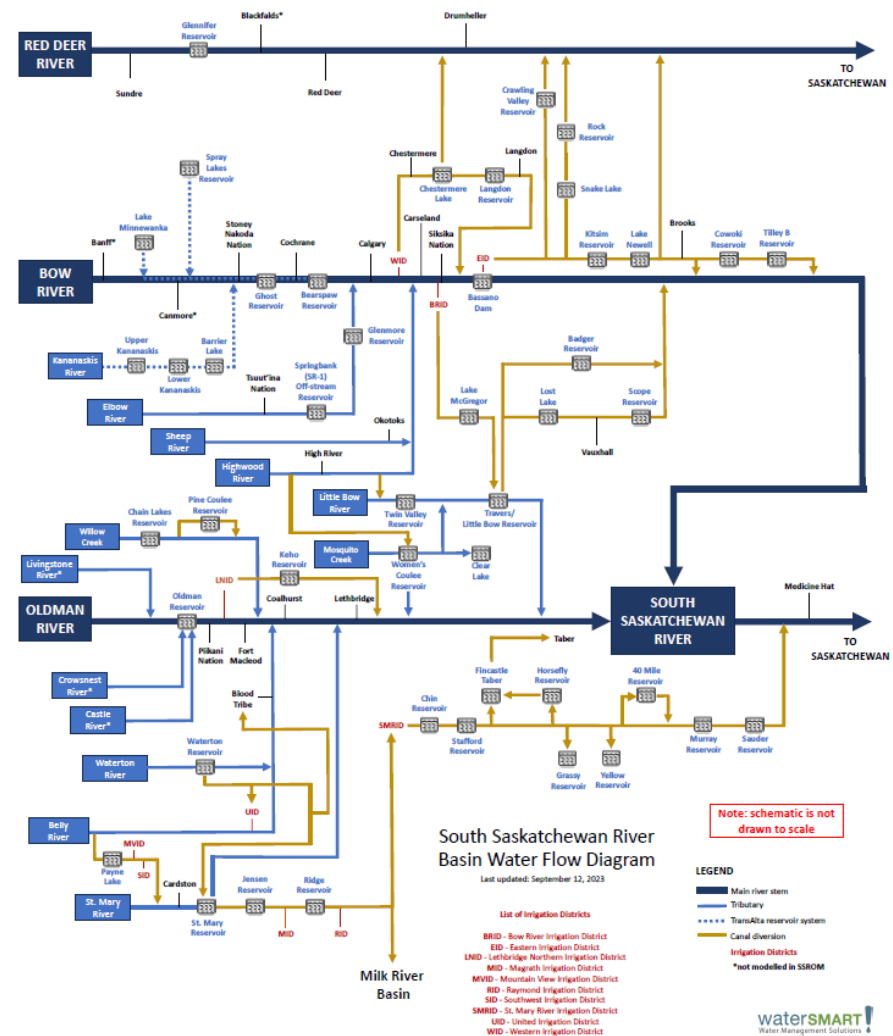 Glennifer
Reservoir
Blackfalds*
Drumheller
RED DEER
RIVER
TO
SASKATCHEWAN
Sundre
Red Deer
Crawling
Valley
Reservoir
Rock
Reservoir
Spray
Lakes
Reservoir
Chestermere
Langdon
Chestermere
Lake
Langdon
Reservoir
Snake Lake
Lake
Minnewanka
Stoney
Nakoda
Nation
Banff*
Cochrane
Calgary
Carseland
Siksika
Nation
WID
EID
Kitsim
Reservoir
Lake
Newell
Brooks
Cowoki
Reservoir
Tilley B
Reservoir
BOW
RIVER
Canmore*
Ghost
Reservoir
Bearspaw
Reservoir
BRID
Bassano
Dam
Upper
Kananaskis
Barrier
Lake
Glenmore
Reservoir
Kananaskis
River
Lower
Kananaskis
Tsuut'ina
Nation
Springbank
(SR-1)
Off-stream
Reservoir
Badger
Reservoir
Lake
McGregor
Lost
Lake
Scope
Reservoir
Elbow
River
Okotoks
Vauxhall
Sheep
River
High River
Highwood
River
Little Bow
River
Twin Valley
Reservoir
Travers/
Little Bow Reservoir
Chain Lakes
Reservoir
Pine Coulee
Reservoir
Willow
Creek
Mosquito
Creek
Women's
Coulee
Reservoir
Clear
Lake
Livingstone
River*
Keho
Reservoir
LNID
Oldman
Reservoir
Coalhurst
Lethbridge
OLDMAN
RIVER
SOUTH
SASKATCHEWAN
RIVER
Medicine Hat
TO
SASKATCHEWAN
Piikani
Nation
Fort
Macleod
Taber
Crowsnest
River*
Castle
River*
Blood
Tribe
Fincastle
Taber
Horsefly
Reservoir
40 Mile
Reservoir
Chin
Reservoir
SMRID
Stafford
Reservoir
Murray
Reservoir
Sauder
Reservoir
Grassy
Reservoir
Yellow
Reservoir
Waterton
Reservoir
Waterton
River
UID
Belly
River
MVID
Payne
Lake
SID
Cardston
St. Mary
River
St. Mary
Reservoir
Jensen
Reservoir
Ridge
Reservoir
MID
RID
Milk River
Basin
South Saskatchewan River
Basin Water Flow Diagram
Last updated: September 12, 2023
Note: schematic is not
drawn to scale
List of Irrigation Districts
BRID - Bow River Irrigation District
EID - Eastern Irrigation District
LNID - Lethbridge Northern Irrigation District
MID - Magrath Irrigation District
MVID - Mountain View Irrigation District
RID - Raymond Irrigation District
SID - Southwest Irrigation District
SMRID - St. Mary River Irrigation District
UID - United Irrigation District
WID - Western Irrigation District
LEGEND
Main river stem
Tributary
TransAlta reservoir system
Canal diversion
Irrigation Districts
*not modelled in SSROM
waterSMART
Water Management Solutions